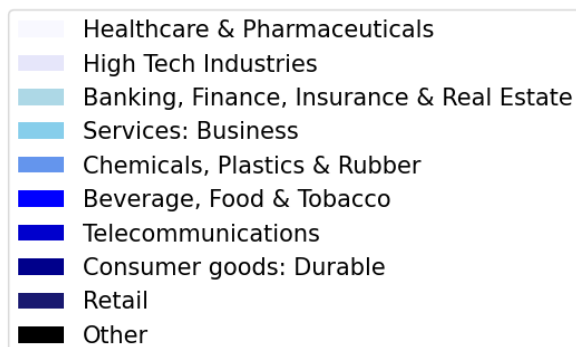 Healthcare & Pharmaceuticals
High Tech Industries
Banking, Finance, Insurance & Real Estate
Services: Business
Chemicals, Plastics & Rubber
Beverage, Food & Tobacco
Telecommunications
Consumer goods: Durable
Retail
Other